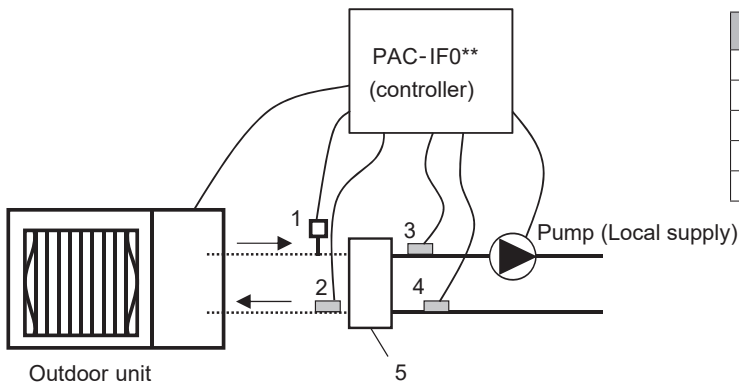 PAC-IF0**
(controller)
1
3
Pump (Local supply)
2
4
Outdoor unit
5